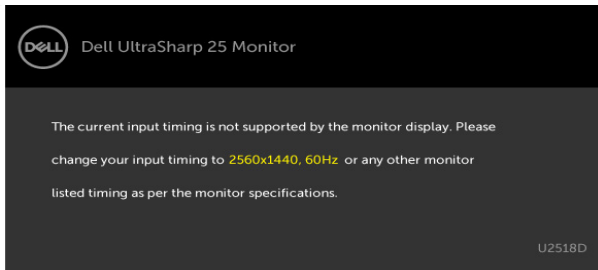 DELL
Dell UltraSharp 25 Monitor
The current input timing is not supported by the monitor display. Please
change your input timing to 2560x1440, 60Hz or any other monitor
listed timing as per the monitor specifications.
U2518D